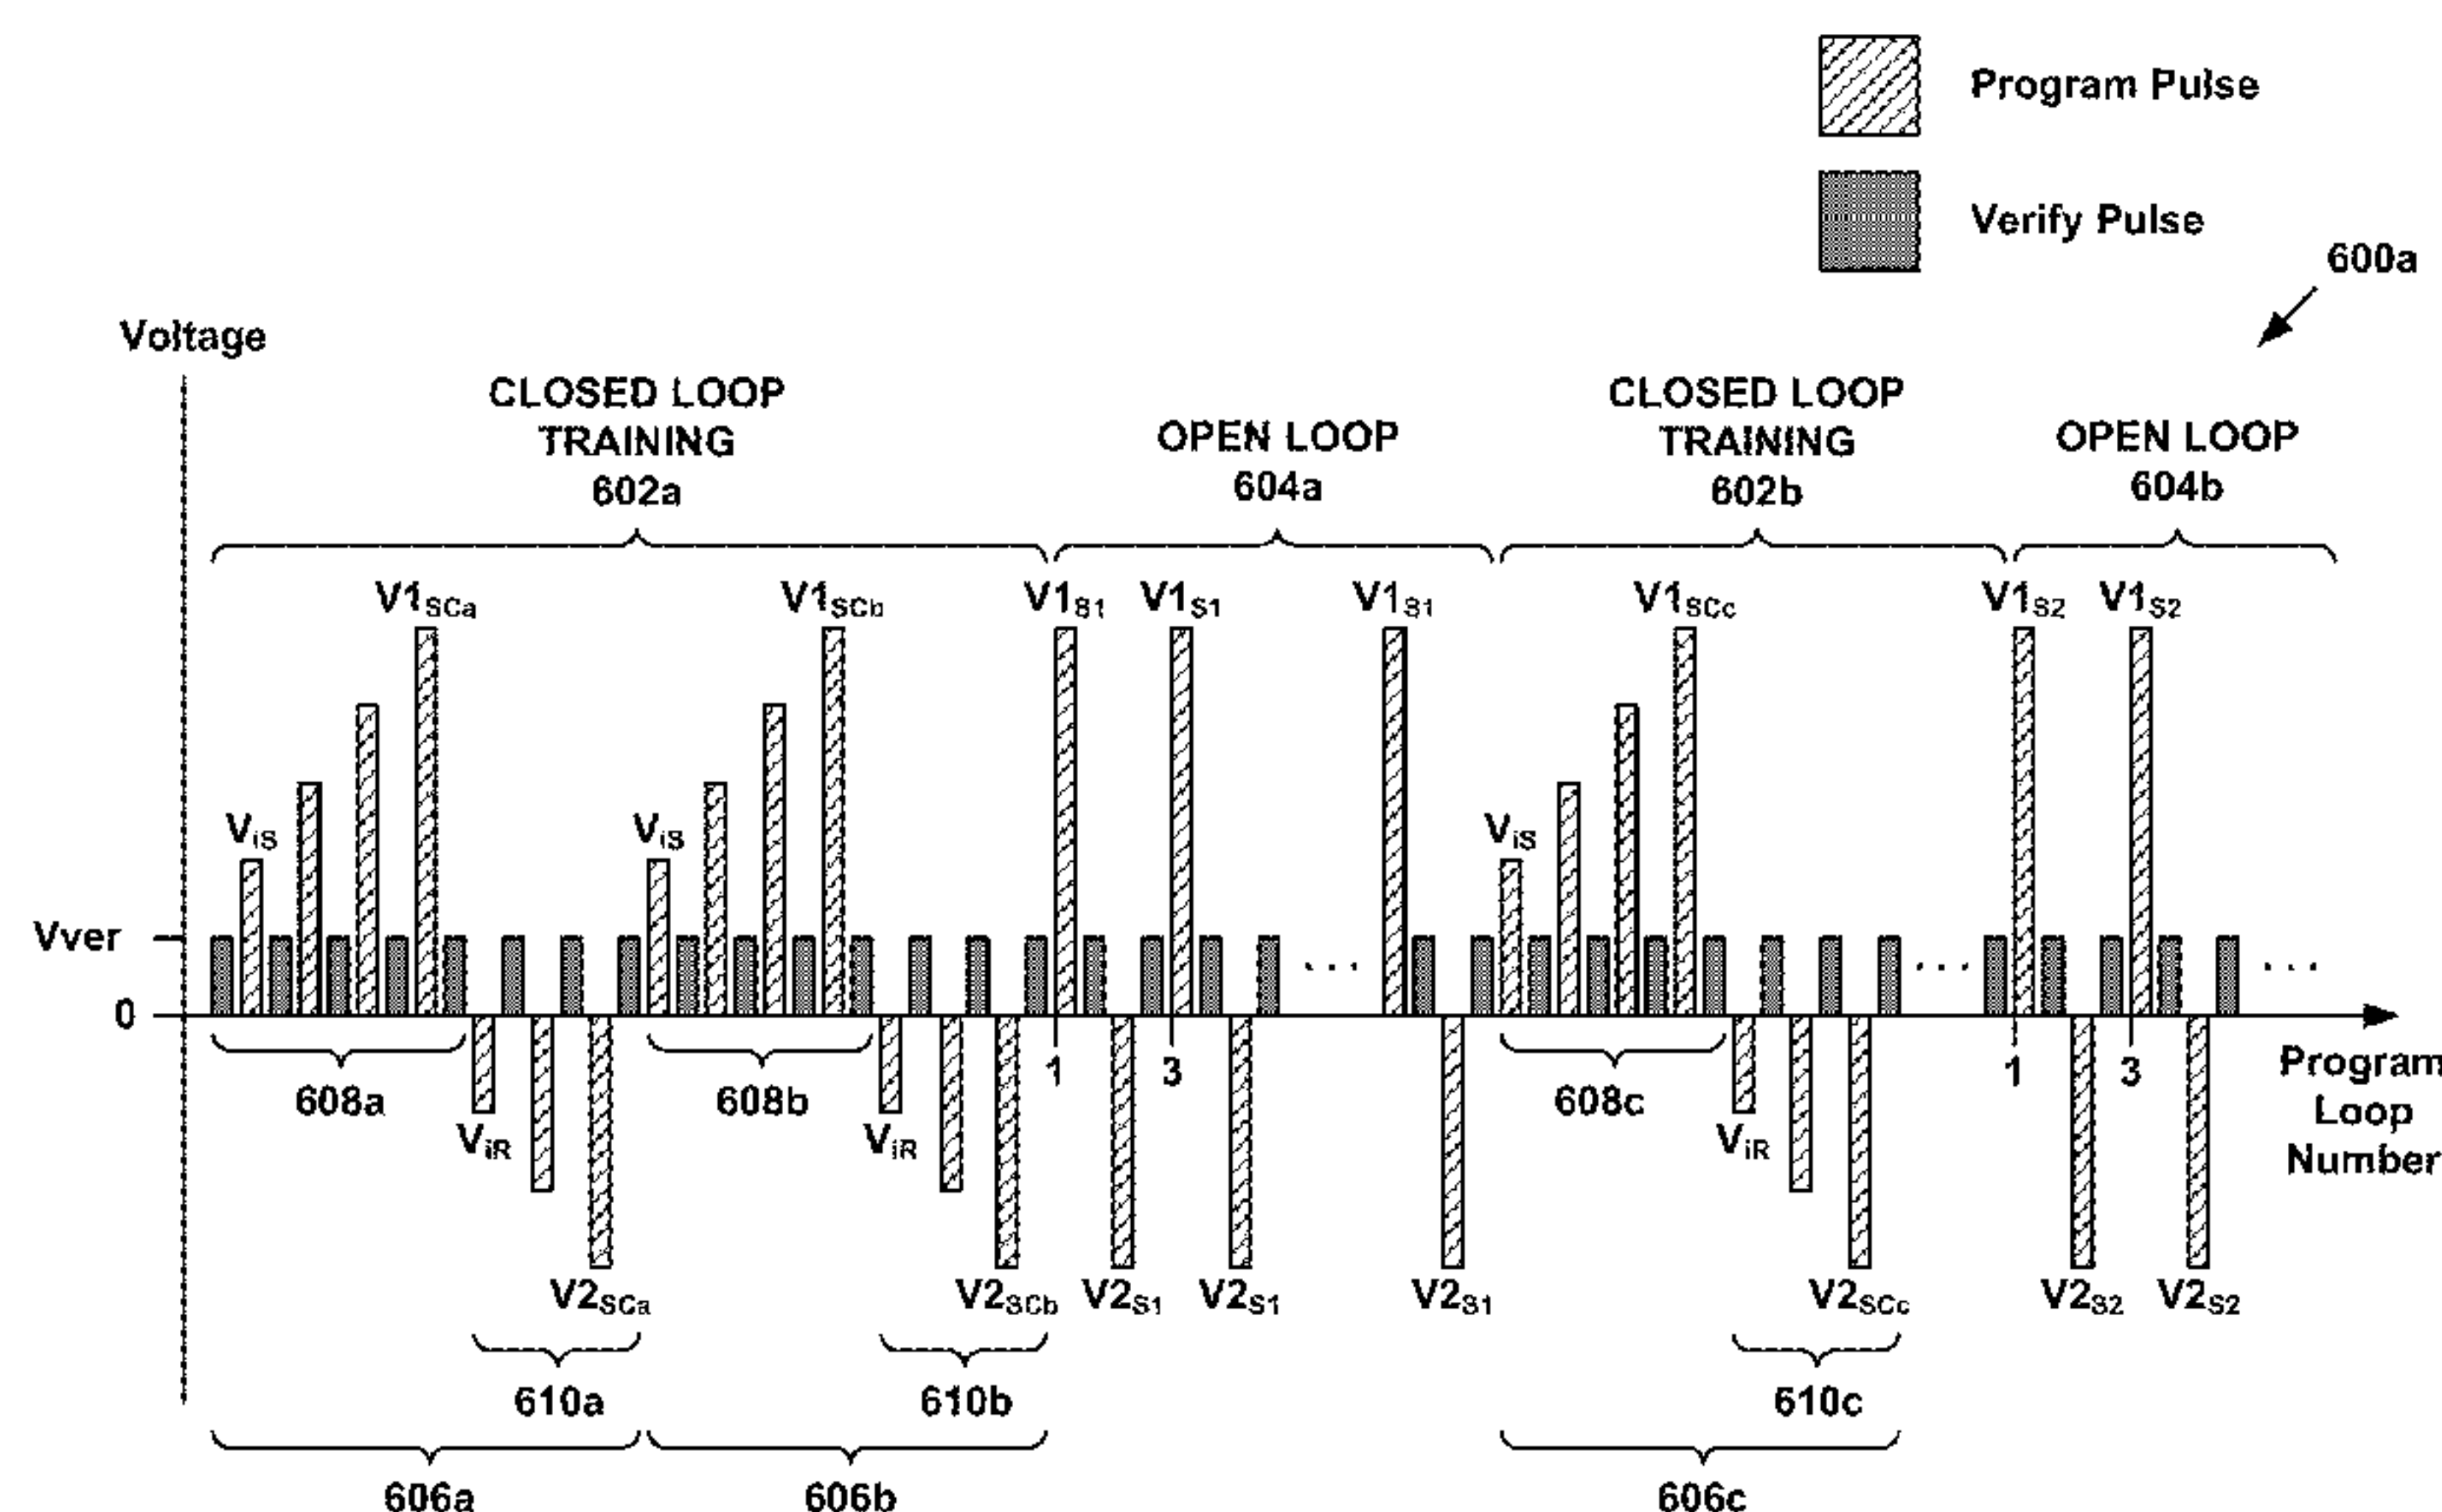 Program Pulse
Verify Pulse
600a
Voltage
CLOSED LOOP
TRAINING
602a
OPEN LOOP
604a
CLOSED LOOP
TRAINING
602b
OPEN LOOP
604b
V1SCa
V1SCb
V1S1
V1S1
V1S1
V1SCc
V1S2
V1S2
ViS
ViS
ViS
Vver
0
. . .
. . .
. . .
1
3
1
3
Program
Loop
Number
608a
608b
608c
ViR
ViR
ViR
V2SCa
V2SCb
V2S1
V2S1
V2S1
V2SCc
V2S2
V2S2
610a
610b
610c
606a
606b
606c